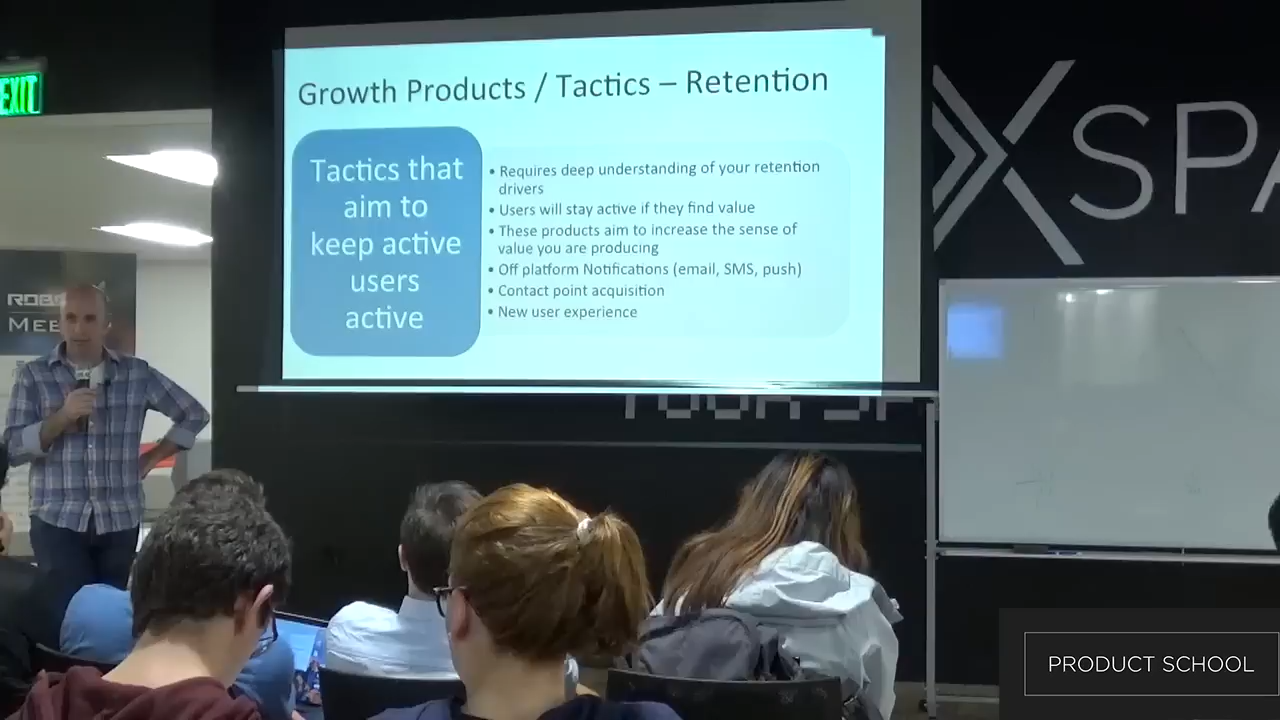 EXIT
Growth Products / Tactics – Retention
Tactics that
aim to
keep active
users
active
• Requires deep understanding of your retention
drivers
• Users will stay active if they find value
• These products aim to increase the sense of
value you are producing
• Off platform Notifications (email, SMS, push)
• Contact point acquisition
• New user experience
XSPA
PRODUCT SCHOOL